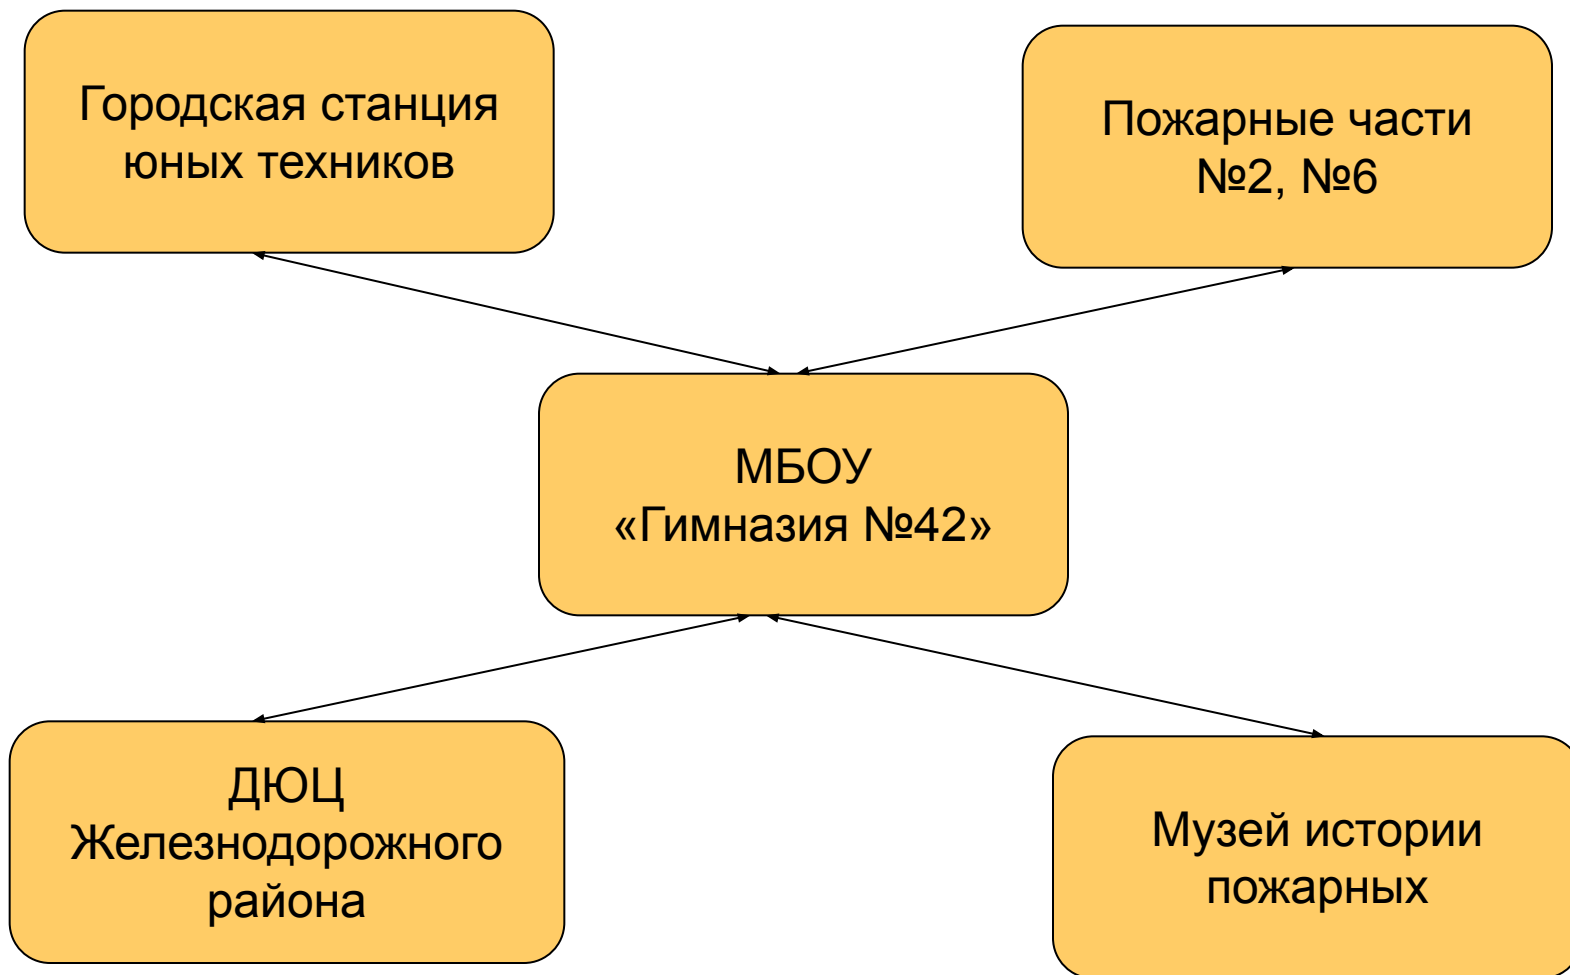 Городская станция
юных техников
Пожарные части
№2, №6
МБОУ
«Гимназия №42»
ДЮЦ
Железнодорожного
района
Музей истории
пожарных